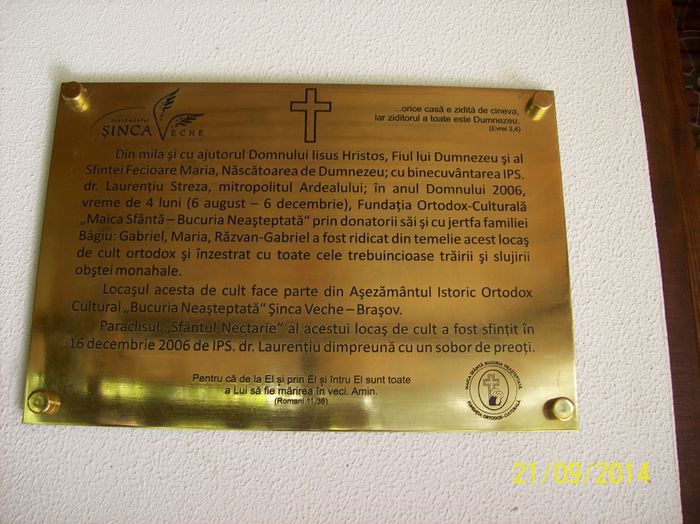 așezământul
ȘINCA VECHE
...orice casă e zidită de cineva,
iar ziditorul a toate este Dumnezeu.
(Evrei 3,4)
Din mila și cu ajutorul Domnului Iisus Hristos, Fiul lui Dumnezeu și al
Sfintei Fecioare Maria, Născătoarea de Dumnezeu; cu binecuvântarea IPS.
dr. Laurențiu Streza, mitropolitul Ardealului; în anul Domnului 2006,
vreme de 4 luni (6 august – 6 decembrie), Fundația Ortodox-Culturală
„Maica Sfântă – Bucuria Neașteptată“ prin donatorii săi și cu jertfa familiei
Băgiu: Gabriel, Maria, Răzvan-Gabriel a fost ridicat din temelie acest locaș
de cult ortodox și înzestrat cu toate cele trebuincioase trăirii și slujirii
obștei monahale.
Locașul acesta de cult face parte din Așezământul Istoric Ortodox
Cultural „Bucuria Neașteptată“ Șinca Veche – Brașov.
Paraclisul „Sfântul Nectarie“ al acestui locaș de cult a fost sfințit în
16 decembrie 2006 de IPS. dr. Laurențiu dimpreună cu un sobor de preoți.
Pentru că de la El și prin El și întru El sunt toate
a Lui să fie mărirea în veci. Amin.
(Romani 11,36)
MAICA SFÂNTĂ BUCURIA NEAȘTEPTATĂ
FUNDAȚIA ORTODOX-CULTURALĂ
21/09/2014